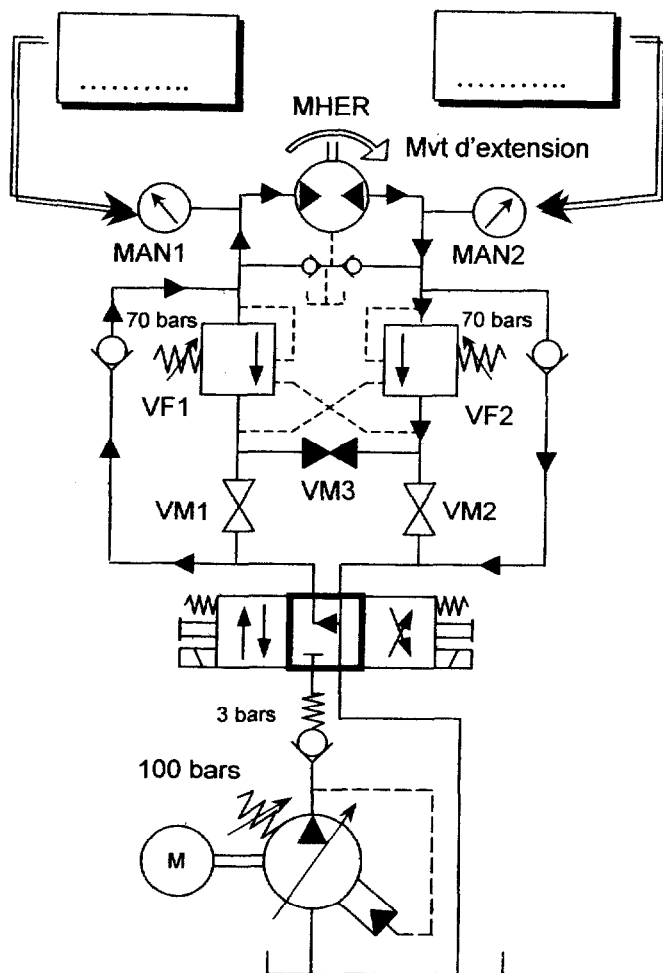 ............
............
MHER
Mvt d'extension
MAN1
MAN2
70 bars
70 bars
VF1
VF2
VM3
VM1
VM2
3 bars
100 bars
M